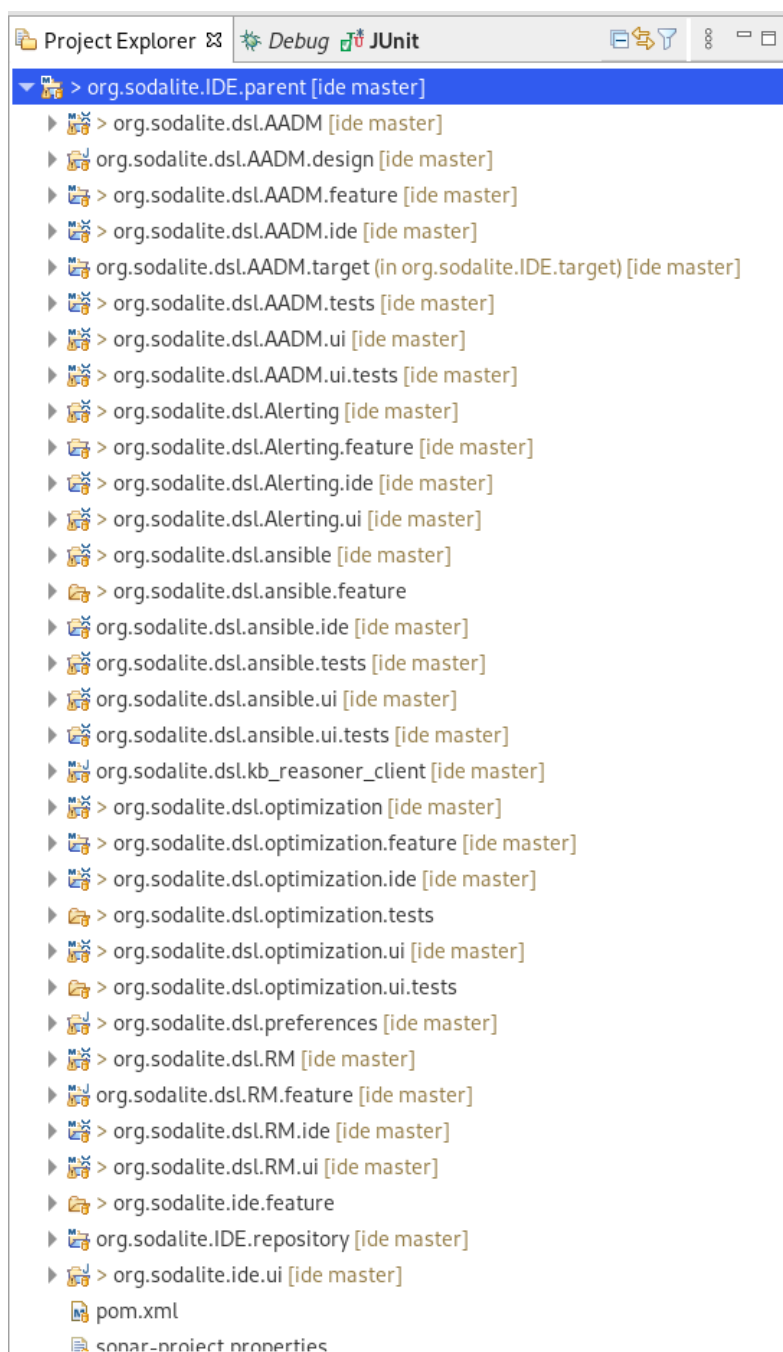 Project Explorer Debug JUnit
> org.sodalite.IDE.parent [ide master]
> org.sodalite.dsl.AADM [ide master]
org.sodalite.dsl.AADM.design [ide master]
> org.sodalite.dsl.AADM.feature [ide master]
> org.sodalite.dsl.AADM.ide [ide master]
org.sodalite.dsl.AADM.target (in org.sodalite.IDE.target) [ide master]
> org.sodalite.dsl.AADM.tests [ide master]
> org.sodalite.dsl.AADM.ui [ide master]
> org.sodalite.dsl.AADM.ui.tests [ide master]
> org.sodalite.dsl.Alerting [ide master]
> org.sodalite.dsl.Alerting.feature [ide master]
> org.sodalite.dsl.Alerting.ide [ide master]
> org.sodalite.dsl.Alerting.ui [ide master]
> org.sodalite.dsl.ansible [ide master]
> org.sodalite.dsl.ansible.feature
org.sodalite.dsl.ansible.ide [ide master]
org.sodalite.dsl.ansible.tests [ide master]
org.sodalite.dsl.ansible.ui [ide master]
org.sodalite.dsl.ansible.ui.tests [ide master]
org.sodalite.dsl.kb_reasoner_client [ide master]
> org.sodalite.dsl.optimization [ide master]
> org.sodalite.dsl.optimization.feature [ide master]
> org.sodalite.dsl.optimization.ide [ide master]
> org.sodalite.dsl.optimization.tests
> org.sodalite.dsl.optimization.ui [ide master]
> org.sodalite.dsl.optimization.ui.tests
> org.sodalite.dsl.preferences [ide master]
> org.sodalite.dsl.RM [ide master]
org.sodalite.dsl.RM.feature [ide master]
> org.sodalite.dsl.RM.ide [ide master]
> org.sodalite.dsl.RM.ui [ide master]
> org.sodalite.ide.feature
org.sodalite.IDE.repository [ide master]
> org.sodalite.ide.ui [ide master]
pom.xml
sonar-project.properties